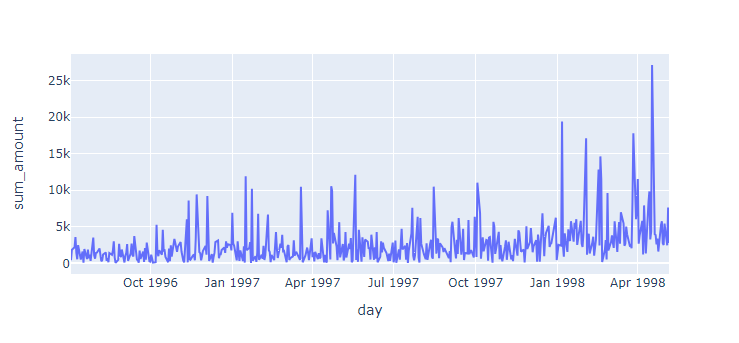 sum_amount
25k
20k
15k
10k
5k
0
Oct 1996
Jan 1997
Apr 1997
Jul 1997
Oct 1997
Jan 1998
Apr 1998
day